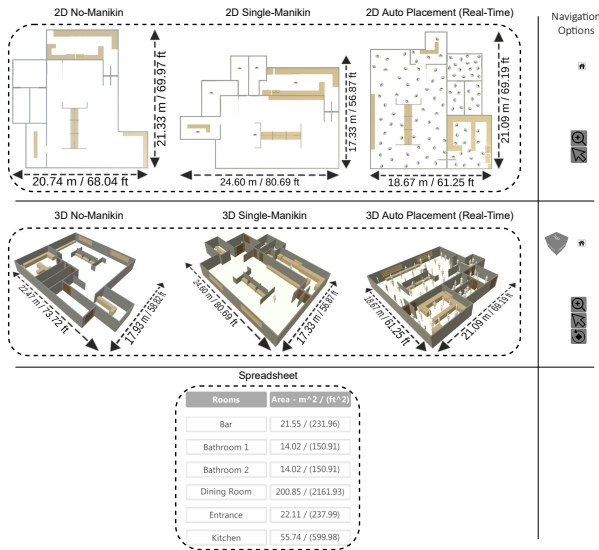 2D No-Manikin
2D Single-Manikin
2D Auto Placement (Real-Time)
Navigation
Options
21.33 m / 69.97 ft
17.33 m / 56.87 ft
21.09 m / 69.19 ft
20.74 m / 68.04 ft
24.60 m / 80.69 ft
18.67 m / 61.25 ft
3D No-Manikin
3D Single-Manikin
3D Auto Placement (Real-Time)
22.47 m / 73.72 ft
17.93 m / 58.82 ft
24.60 m / 80.69 ft
17.33 m / 56.87 ft
18.67 m / 61.25 ft
21.09 m / 69.19 ft
Spreadsheet
Rooms Area - m^2 / (ft^2)
Bar 21.55 / (231.96)
Bathroom 1 14.02 / (150.91)
Bathroom 2 14.02 / (150.91)
Dining Room 200.85 / (2161.93)
Entrance 22.11 / (237.99)
Kitchen 55.74 / (599.98)